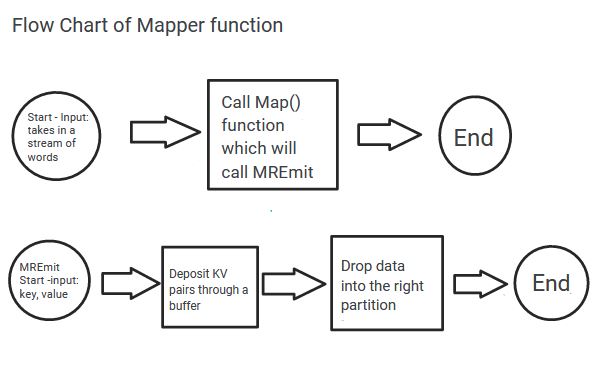 Flow Chart of Mapper function
Start - Input:
takes in a
stream of
words
Call Map()
function
which will
call MREmit
End
MREmit
Start -input:
key, value
Deposit KV
pairs through a
buffer
Drop data
into the right
partition
End